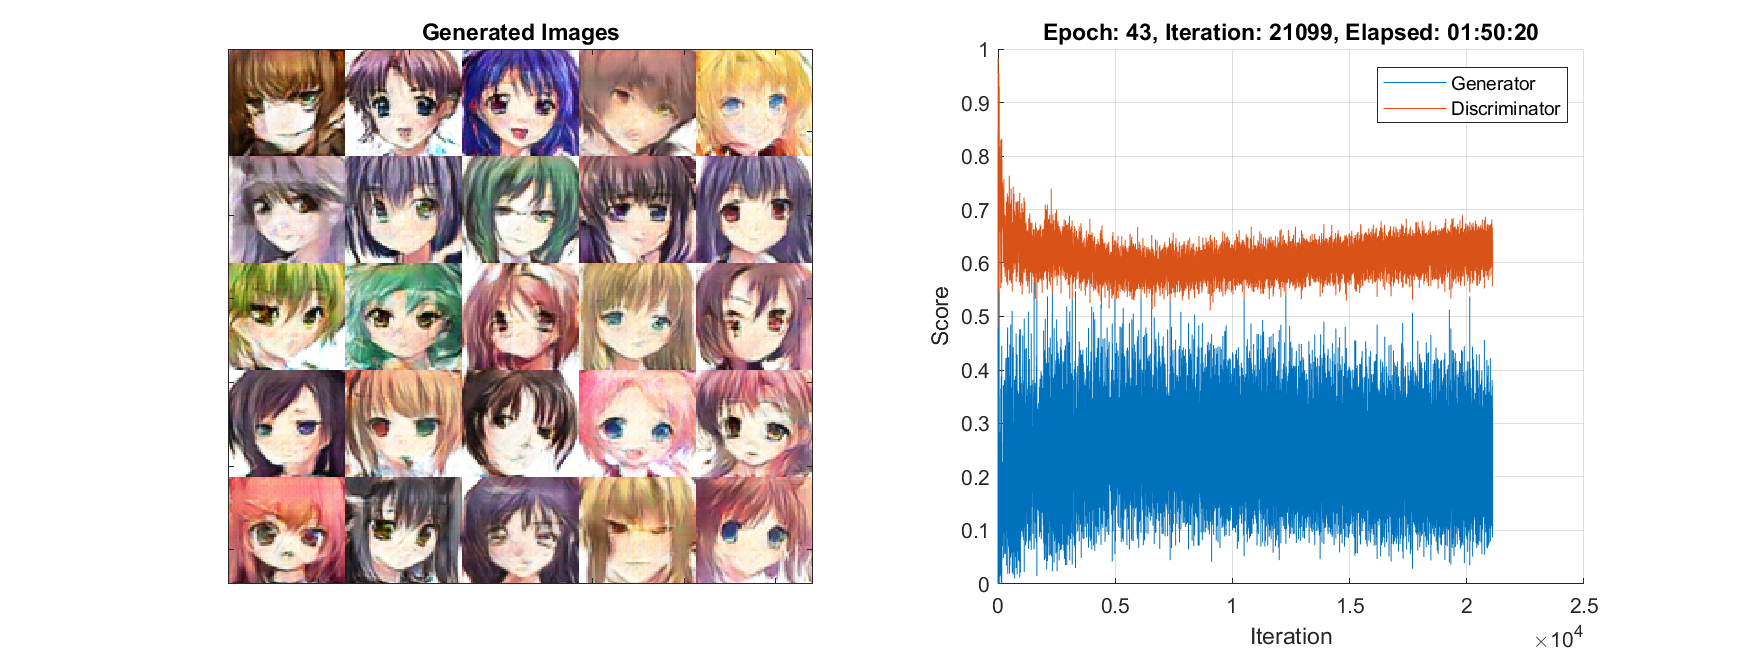 Generated Images
Epoch: 43, Iteration: 21099, Elapsed: 01:50:20
1
0.9
0.8
0.7
0.6
0.5
0.4
0.3
0.2
0.1
0
Score
Generator
Discriminator
0 0.5 1 1.5 2 2.5
Iteration
×10⁴